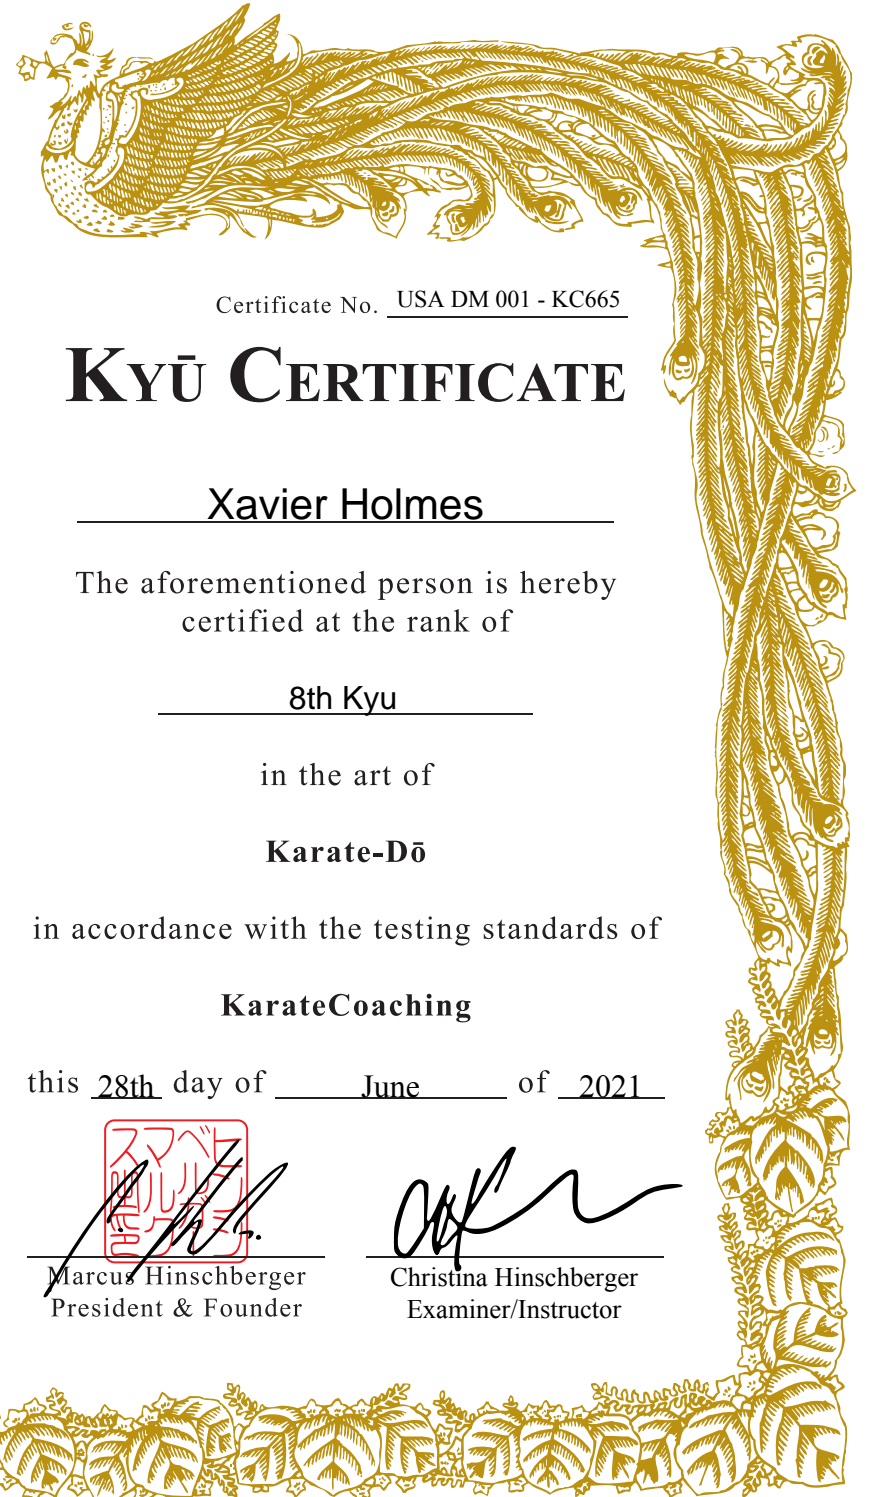 Certificate No. USA DM 001 - KC665
KYŪ CERTIFICATE
Xavier Holmes
The aforementioned person is hereby
certified at the rank of
8th Kyu
in the art of
Karate-Dō
in accordance with the testing standards of
KarateCoaching
this 28th day of June of 2021
Marcus Hinschberger
President & Founder
Christina Hinschberger
Examiner/Instructor